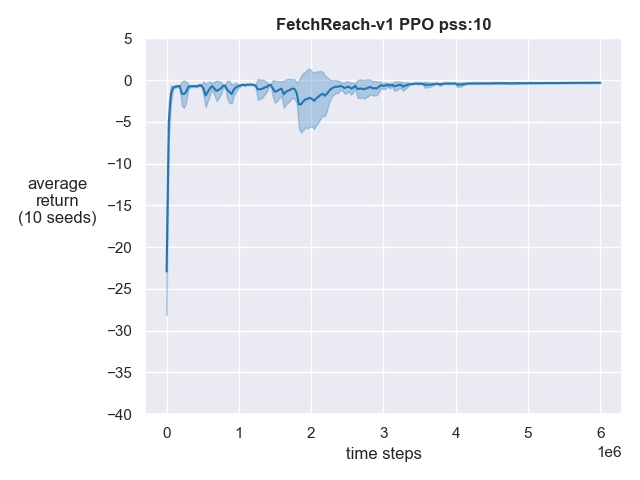 FetchReach-v1 PPO pss:10
5
0
−5
−10
−15
−20
−25
−30
−35
−40
average
return
(10 seeds)
0 1 2 3 4 5 6
1e6
time steps